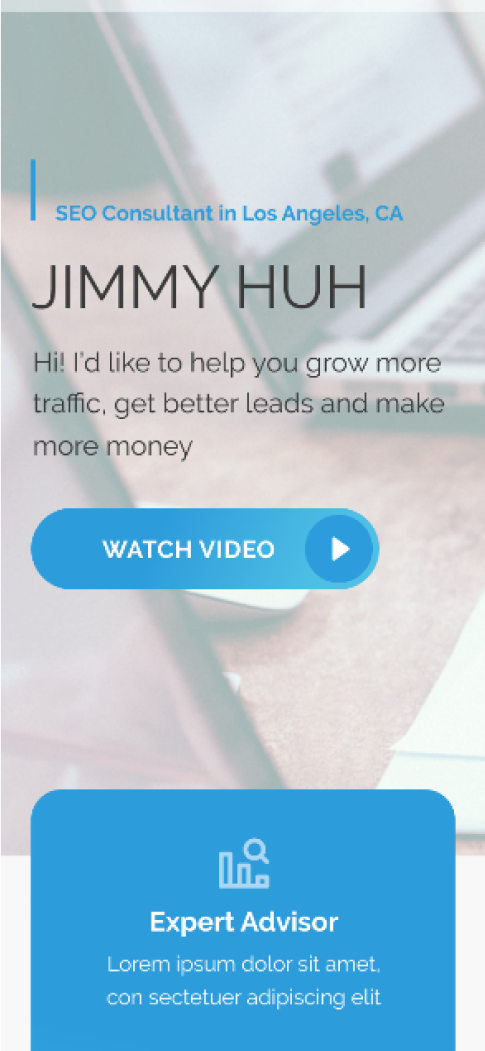 SEO Consultant in Los Angeles, CA
JIMMY HUH
Hi! I'd like to help you grow more
traffic, get better leads and make
more money
WATCH VIDEO
Expert Advisor
Lorem ipsum dolor sit amet,
con sectetuer adipiscing elit